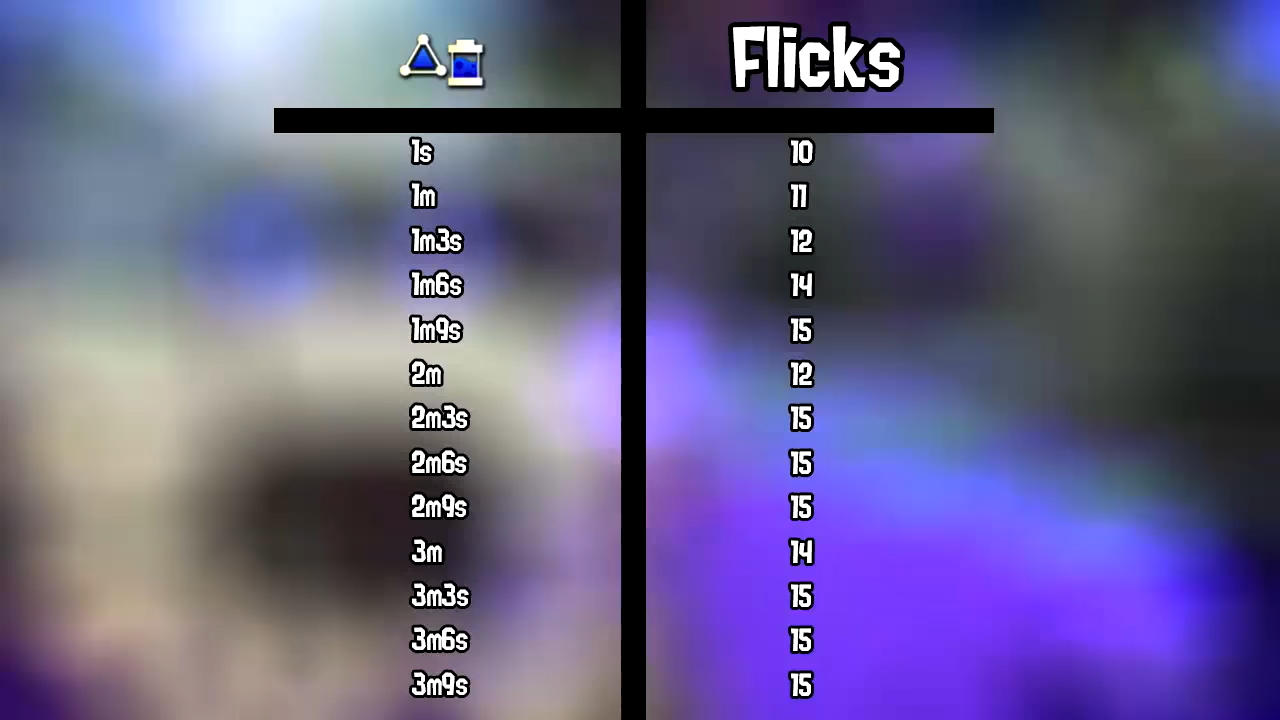 Flicks
1s 10
1m 11
1m3s 12
1m6s 14
1m9s 15
2m 12
2m3s 15
2m6s 15
2m9s 15
3m 14
3m3s 15
3m6s 15
3m9s 15